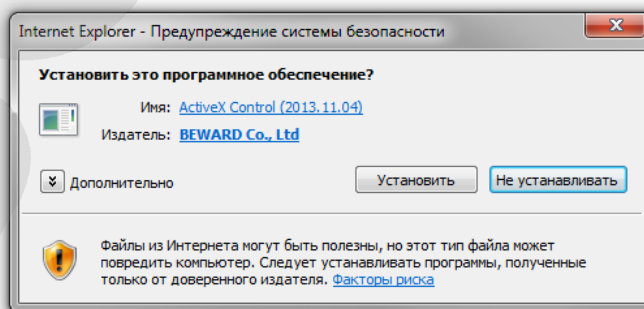 Internet Explorer - Предупреждение системы безопасности
Установить это программное обеспечение?
Имя: ActiveX Control (2013.11.04)
Издатель: BEWARD Co., Ltd
Дополнительно
Установить
Не устанавливать
Файлы из Интернета могут быть полезны, но этот тип файла может
повредить компьютер. Следует устанавливать программы, полученные
только от доверенного издателя. Факторы риска